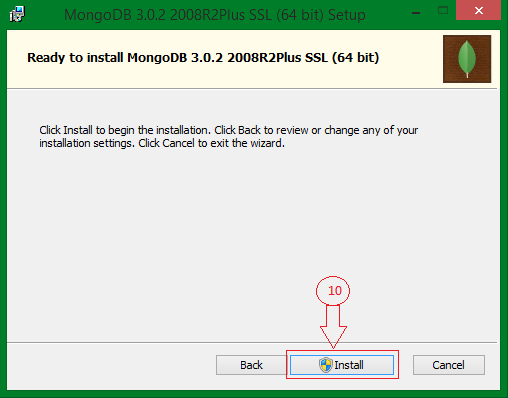 MongoDB 3.0.2 2008R2Plus SSL (64 bit) Setup
Ready to install MongoDB 3.0.2 2008R2Plus SSL (64 bit)
Click Install to begin the installation. Click Back to review or change any of your
installation settings. Click Cancel to exit the wizard.
10
Back
Install
Cancel